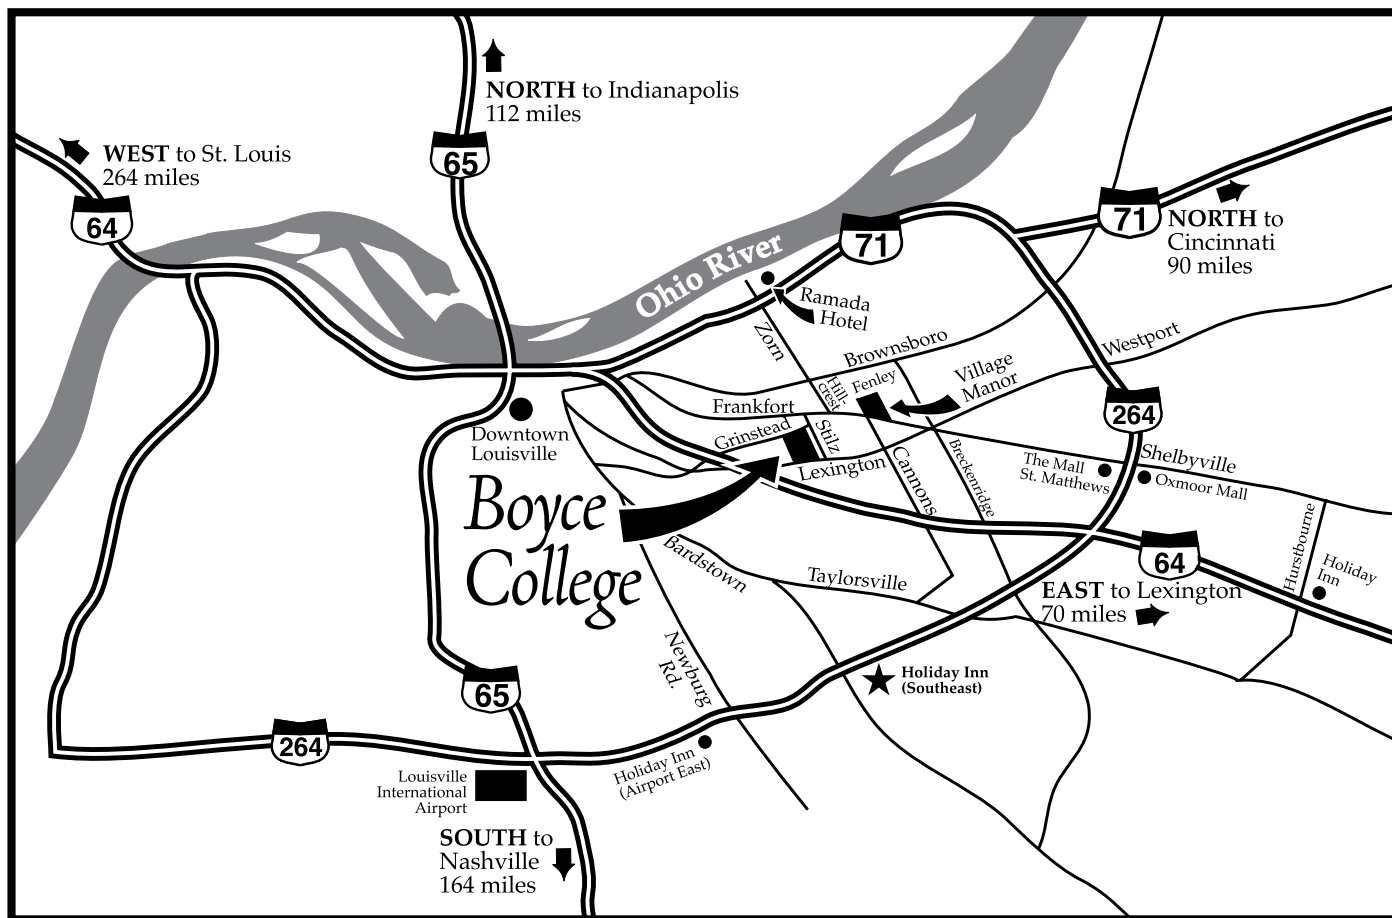 NORTH to Indianapolis
112 miles
WEST to St. Louis
264 miles
65
64
71
71
NORTH to
Cincinnati
90 miles
Ohio River
Ramada
Hotel
Zorn
Brownsboro
Westport
Hill-
crest
Fenley
Village
Manor
Frankfort
264
Grinstead
Stilz
Downtown
Louisville
Lexington
Cannons
Breckenridge
The Mall
St. Matthews
Shelbyville
Oxmoor Mall
Boyce
College
Bardstown
Taylorsville
64
Hurstbourne
Holiday
Inn
EAST to Lexington
70 miles
Newburg
Rd.
Holiday Inn
(Southeast)
65
264
Holiday Inn
(Airport East)
Louisville
International
Airport
SOUTH to
Nashville
164 miles